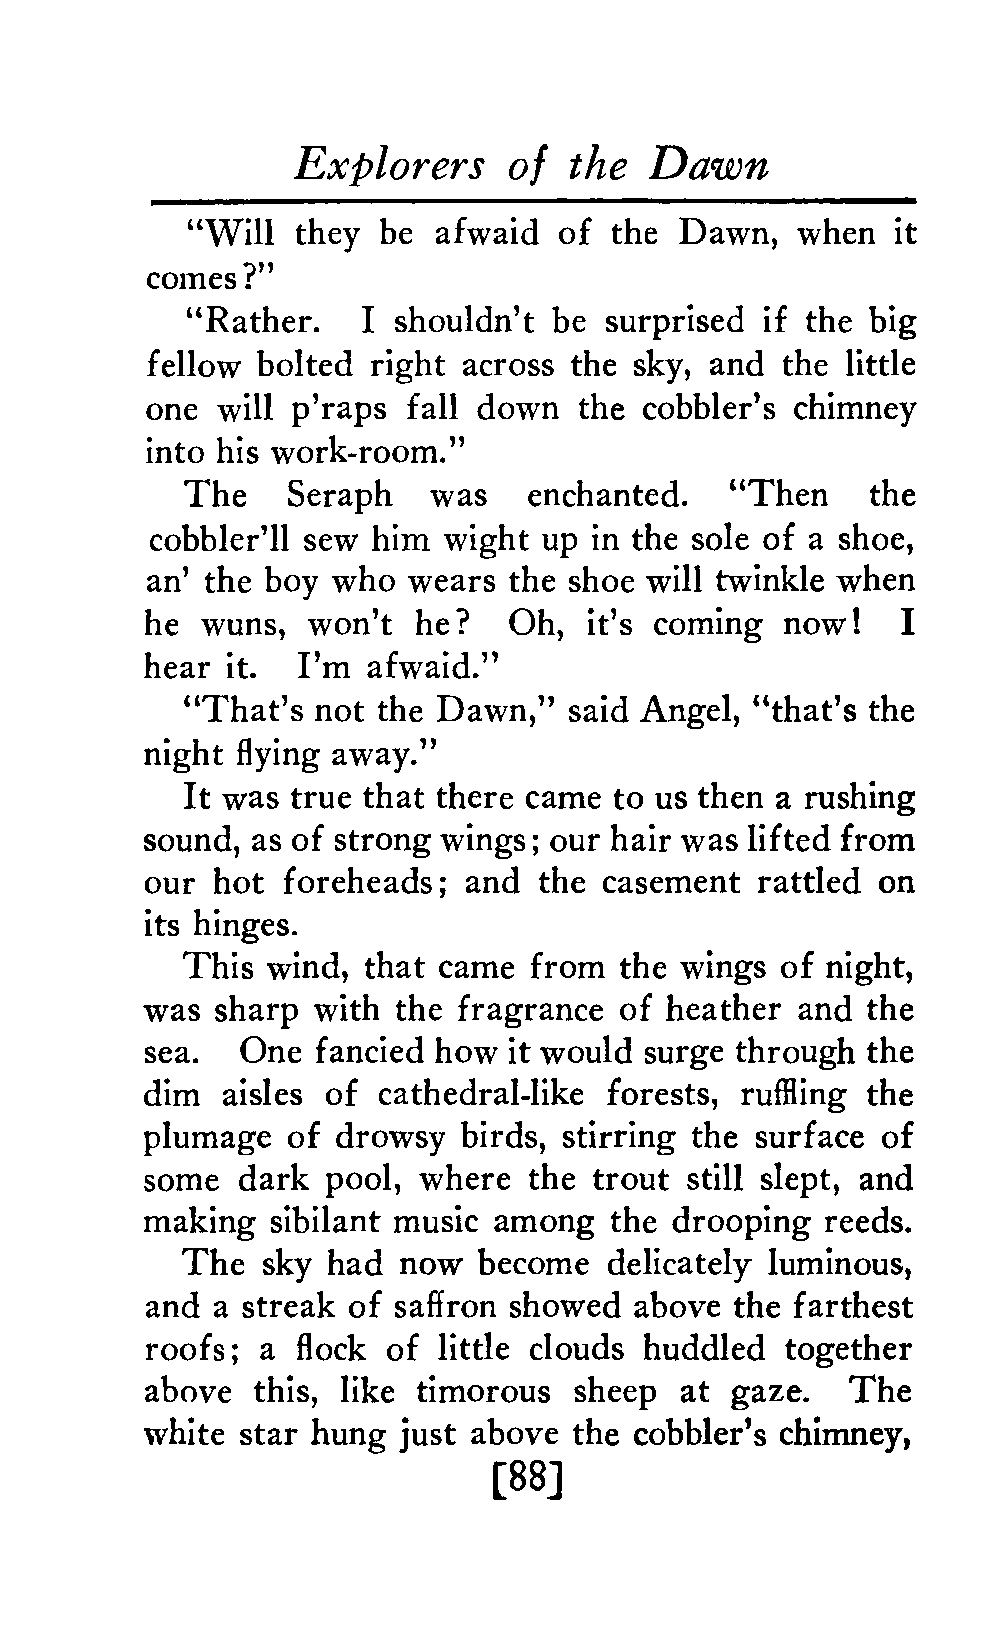 Explorers of the Dawn
"Will they be afwaid of the Dawn, when it
comes?"
"Rather. I shouldn't be surprised if the big
fellow bolted right across the sky, and the little
one will p'raps fall down the cobbler's chimney
into his work-room."
The Seraph was enchanted. "Then the
cobbler'll sew him wight up in the sole of a shoe,
an' the boy who wears the shoe will twinkle when
he wuns, won't he? Oh, it's coming now! I
hear it. I'm afwaid."
"That's not the Dawn," said Angel, "that's the
night flying away."
It was true that there came to us then a rushing
sound, as of strong wings; our hair was lifted from
our hot foreheads; and the casement rattled on
its hinges.
This wind, that came from the wings of night,
was sharp with the fragrance of heather and the
sea. One fancied how it would surge through the
dim aisles of cathedral-like forests, ruffling the
plumage of drowsy birds, stirring the surface of
some dark pool, where the trout still slept, and
making sibilant music among the drooping reeds.
The sky had now become delicately luminous,
and a streak of saffron showed above the farthest
roofs; a flock of little clouds huddled together
above this, like timorous sheep at gaze. The
white star hung just above the cobbler's chimney,
[88]